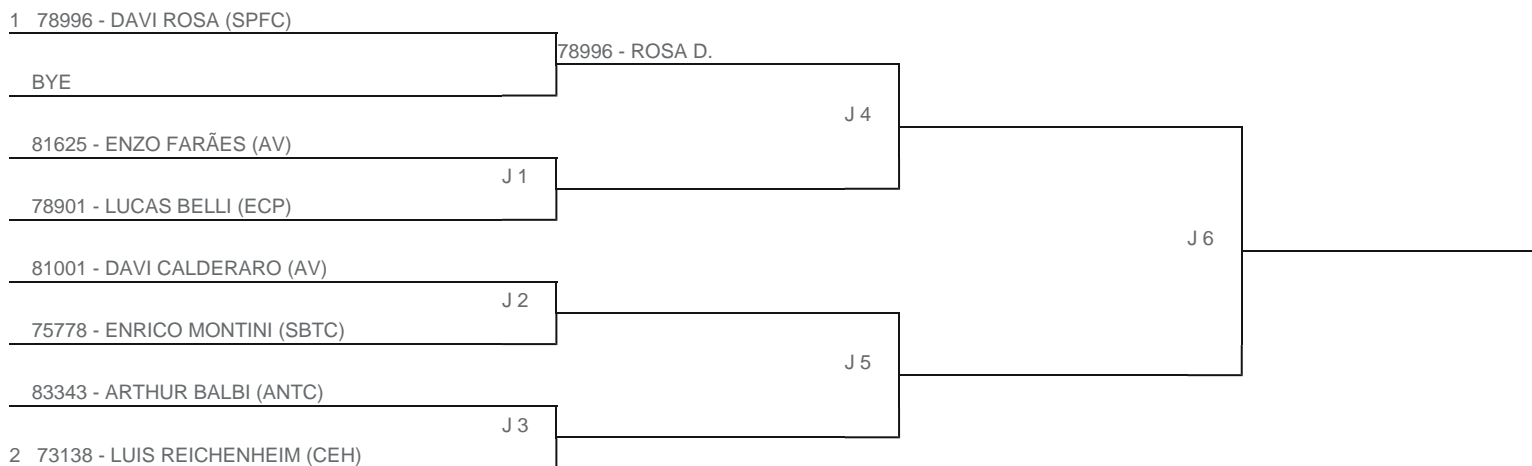 1 78996 - DAVI ROSA (SPFC)
78996 - ROSA D.
BYE
J 4
81625 - ENZO FARÃES (AV)
J 1
78901 - LUCAS BELLI (ECP)
J 6
81001 - DAVI CALDERARO (AV)
J 2
75778 - ENRICO MONTINI (SBTC)
J 5
83343 - ARTHUR BALBI (ANTC)
J 3
2 73138 - LUIS REICHENHEIM (CEH)